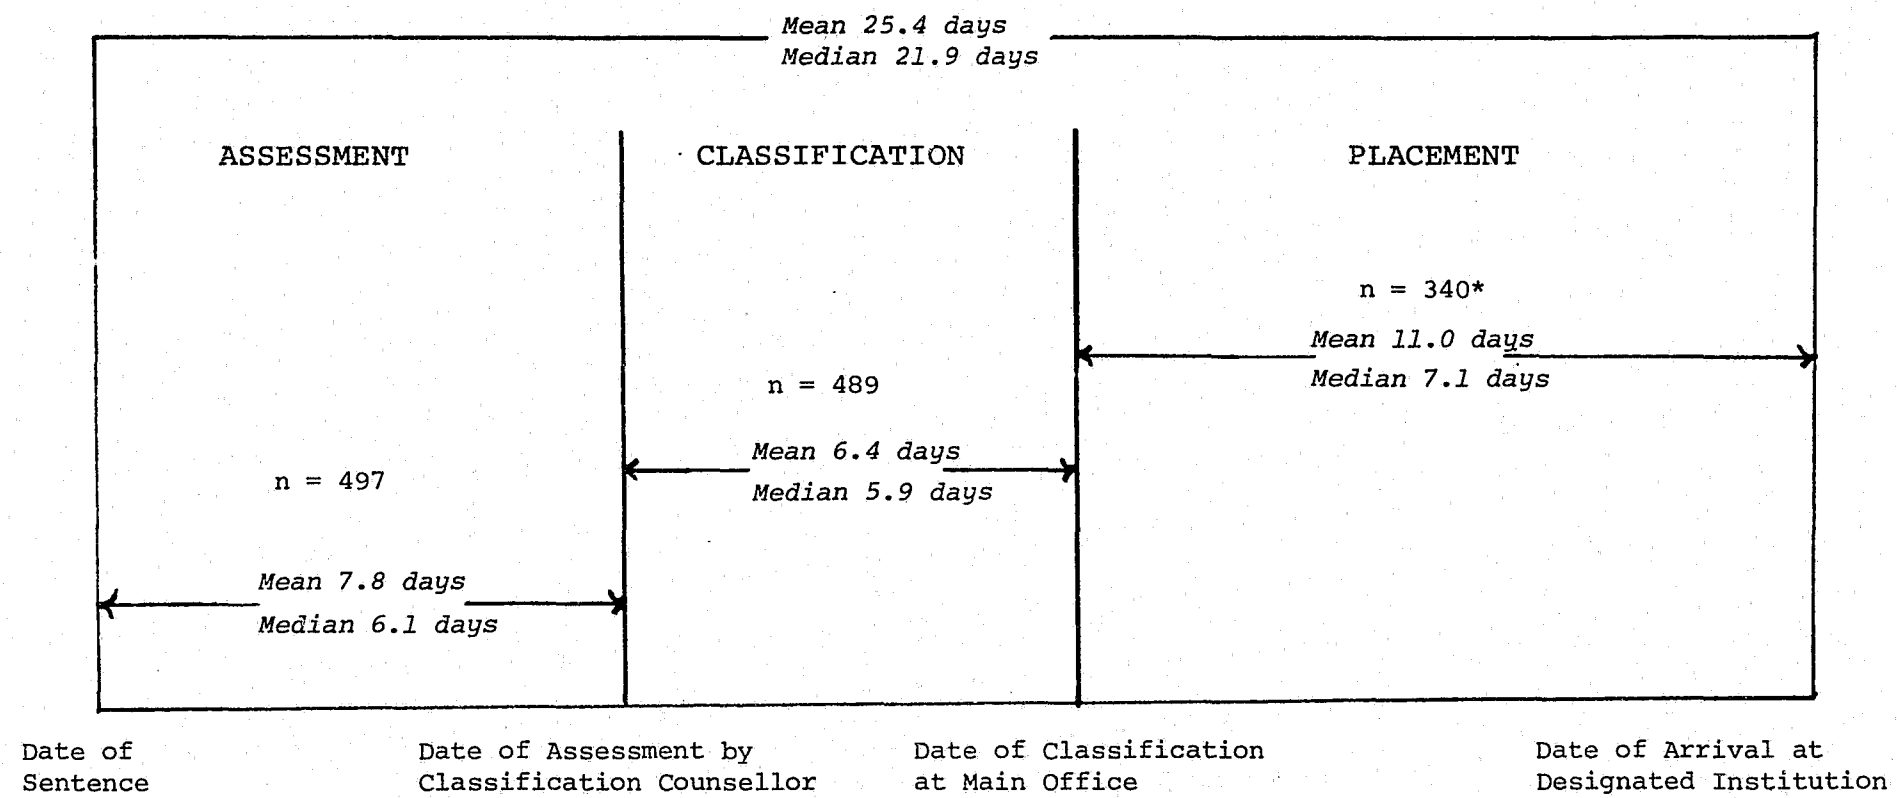 Mean 25.4 days
Median 21.9 days
ASSESSMENT
CLASSIFICATION
PLACEMENT
n = 340*
Mean 11.0 days
Median 7.1 days
n = 489
Mean 6.4 days
Median 5.9 days
n = 497
Mean 7.8 days
Median 6.1 days
Date of
Sentence
Date of Assessment by
Classification Counsellor
Date of Classification
at Main Office
Date of Arrival at
Designated Institution